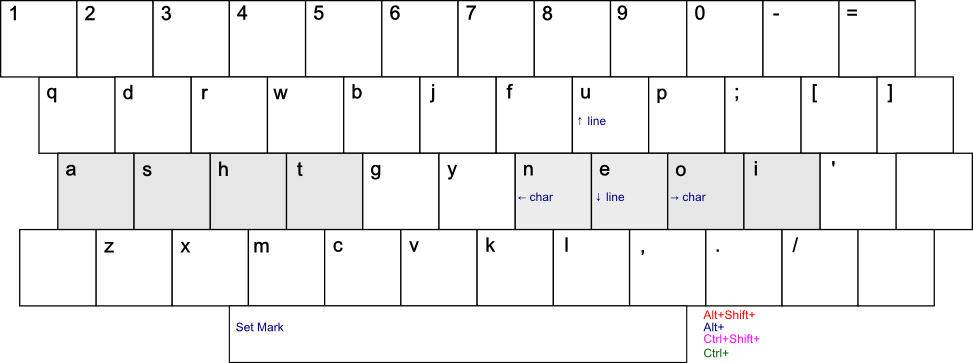 1 2 3 4 5 6 7 8 9 0 - =
q d r w b j f u p ; [ ]
↑ line
a s h t g y n e o i '
← char ↓ line → char
z x m c v k l , . /
Set Mark
Alt+Shift+
Alt+
Ctrl+Shift+
Ctrl+